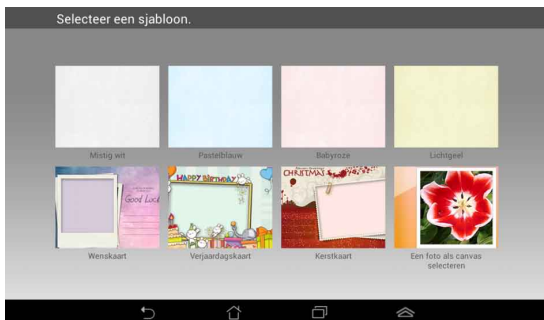 Selecteer een sjabloon.
Mistig wit
Pastelblauw
Babyroze
Lichtgeel
Good Luck
HAPPY BIRTHDAY
CHRISTMAS
Wenskaart
Verjaardagskaart
Kerstkaart
Een foto als canvas
selecteren